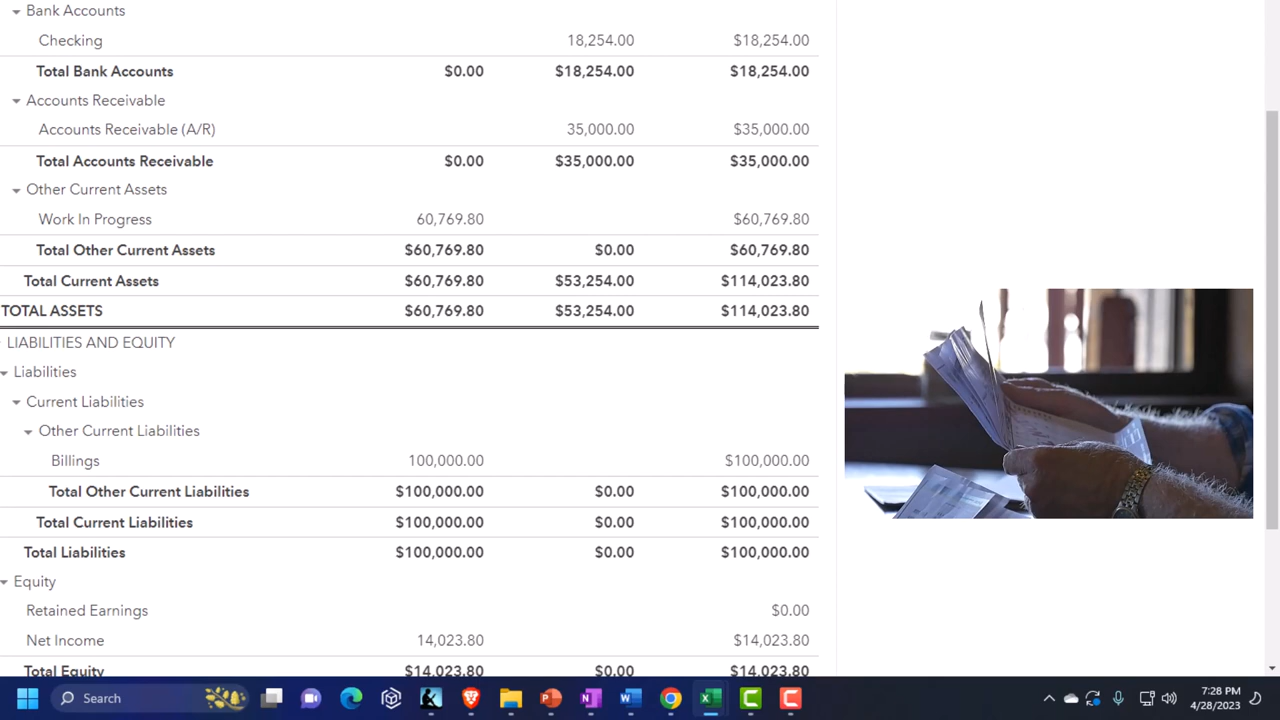 Bank Accounts
Checking 18,254.00 $18,254.00
Total Bank Accounts $0.00 $18,254.00 $18,254.00
Accounts Receivable
Accounts Receivable (A/R) 35,000.00 $35,000.00
Total Accounts Receivable $0.00 $35,000.00 $35,000.00
Other Current Assets
Work In Progress 60,769.80 $60,769.80
Total Other Current Assets $60,769.80 $0.00 $60,769.80
Total Current Assets $60,769.80 $53,254.00 $114,023.80
TOTAL ASSETS $60,769.80 $53,254.00 $114,023.80
LIABILITIES AND EQUITY
Liabilities
Current Liabilities
Other Current Liabilities
Billings 100,000.00 $100,000.00
Total Other Current Liabilities $100,000.00 $0.00 $100,000.00
Total Current Liabilities $100,000.00 $0.00 $100,000.00
Total Liabilities $100,000.00 $0.00 $100,000.00
Equity
Retained Earnings $0.00
Net Income 14,023.80 $14,023.80
Total Equity $14,023.80 $0.00 $14,023.80
Search
7:28 PM
4/28/2023